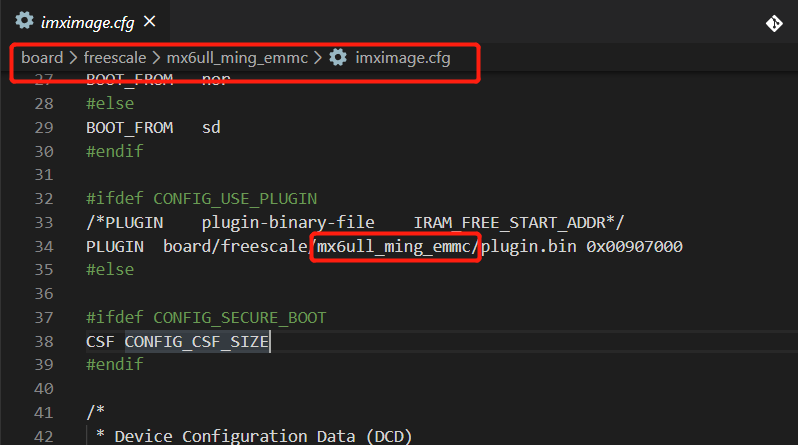 imximage.cfg ×
board > freescale > mx6ull_ming_emmc > imximage.cfg
27 BOOT_FROM nor
28 #else
29 BOOT_FROM sd
30 #endif
31
32 #ifdef CONFIG_USE_PLUGIN
33 /*PLUGIN plugin-binary-file IRAM_FREE_START_ADDR*/
34 PLUGIN board/freescale/mx6ull_ming_emmc/plugin.bin 0x00907000
35 #else
36
37 #ifdef CONFIG_SECURE_BOOT
38 CSF CONFIG_CSF_SIZE
39 #endif
40
41 /*
42 * Device Configuration Data (DCD)